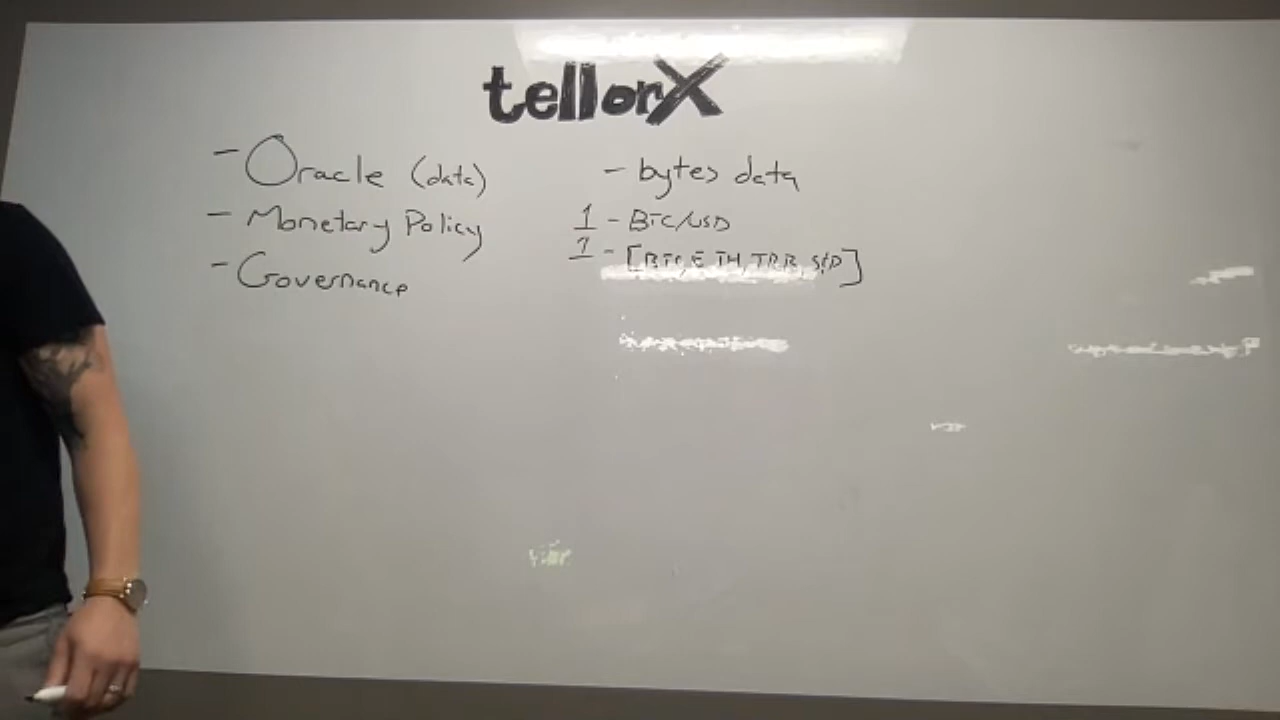 tellorX
- Oracle (data)
- Monetary Policy
- Governance
- bytes data
1 - BTC/USD
1 - [BTC, ETH, TRB, S&P]